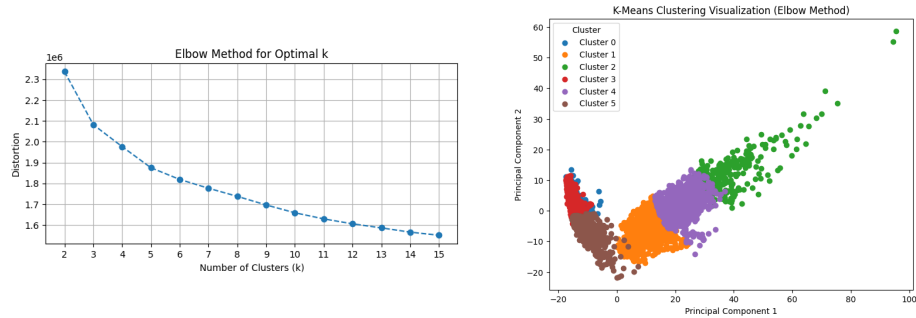 Elbow Method for Optimal k
1e6
2.3
2.2
2.1
2.0
1.9
1.8
1.7
1.6
Distortion
2 3 4 5 6 7 8 9 10 11 12 13 14 15
Number of Clusters (k)
K-Means Clustering Visualization (Elbow Method)
Cluster
Cluster 0
Cluster 1
Cluster 2
Cluster 3
Cluster 4
Cluster 5
60
50
40
30
20
10
0
−10
−20
Principal Component 2
−20 0 20 40 60 80 100
Principal Component 1